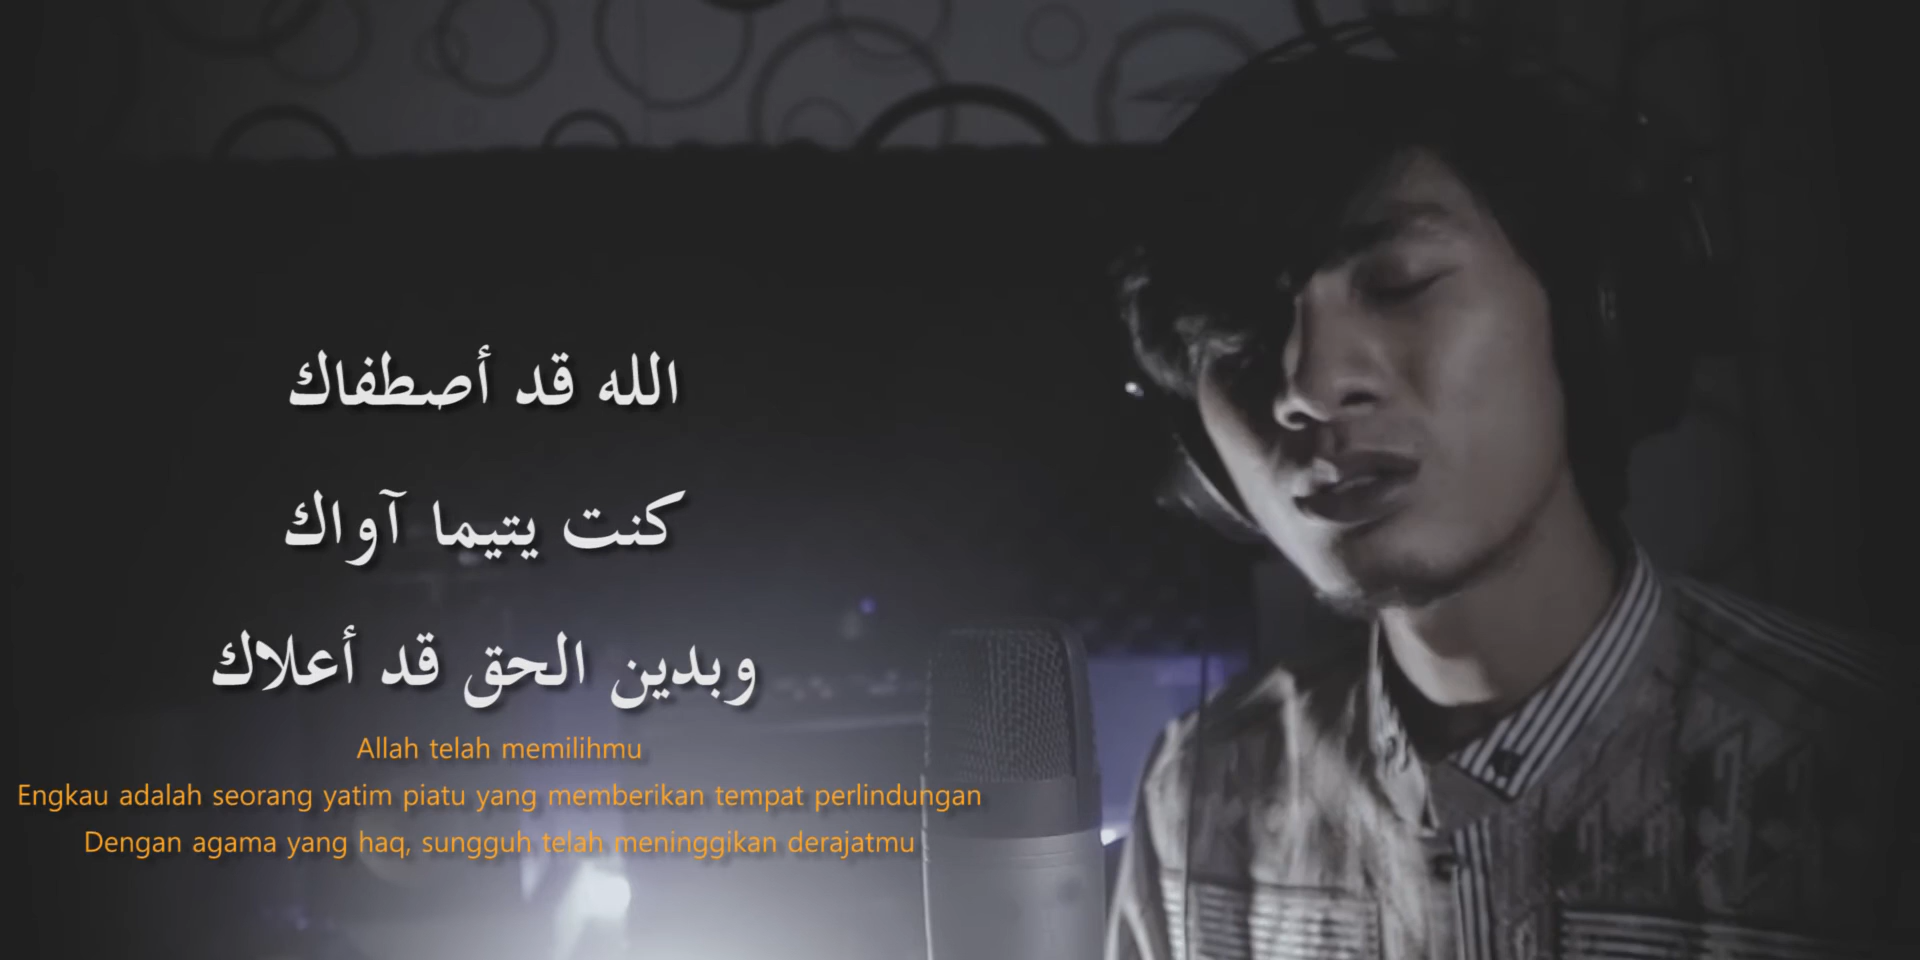 الله قد أصطفاك
كنت يتيما آواك
وبدين الحق قد أعلاك
Allah telah memilihmu
Engkau adalah seorang yatim piatu yang memberikan tempat perlindungan
Dengan agama yang haq, sungguh telah meninggikan derajatmu